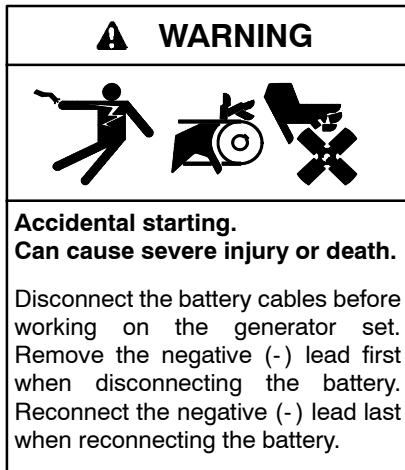 WARNING
Accidental starting.
Can cause severe injury or death.
Disconnect the battery cables before
working on the generator set.
Remove the negative (-) lead first
when disconnecting the battery.
Reconnect the negative (-) lead last
when reconnecting the battery.